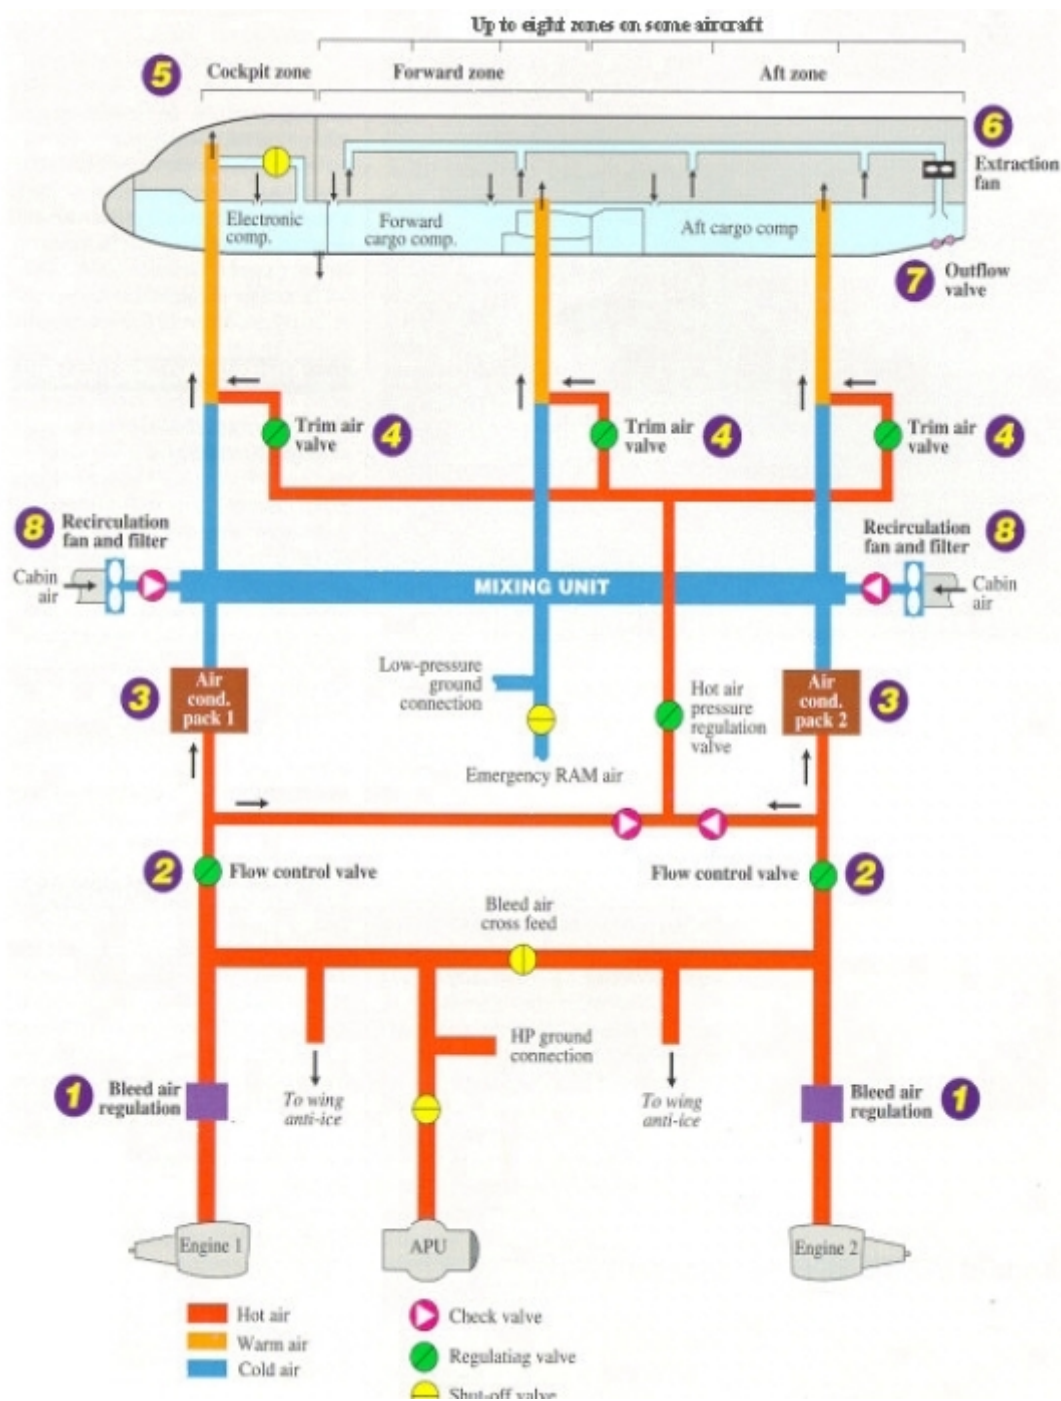 Up to eight zones on some aircraft
5
Cockpit zone
Forward zone
Aft zone
6
Extraction
fan
Electronic
comp.
Forward
cargo comp.
Aft cargo comp
7
Outflow
valve
Trim air
valve
4
Trim air
valve
4
Trim air
valve
4
8
Recirculation
fan and filter
Recirculation
fan and filter
8
Cabin
air
MIXING UNIT
Cabin
air
3
Air
cond.
pack 1
Low-pressure
ground
connection
Hot air
pressure
regulation
valve
Air
cond.
pack 2
3
Emergency RAM air
2
Flow control valve
Flow control valve
2
Bleed air
cross feed
HP ground
connection
1
Bleed air
regulation
To wing
anti-ice
To wing
anti-ice
Bleed air
regulation
1
Engine 1
APU
Engine 2
Hot air
Warm air
Cold air
Check valve
Regulating valve
Shut-off valve